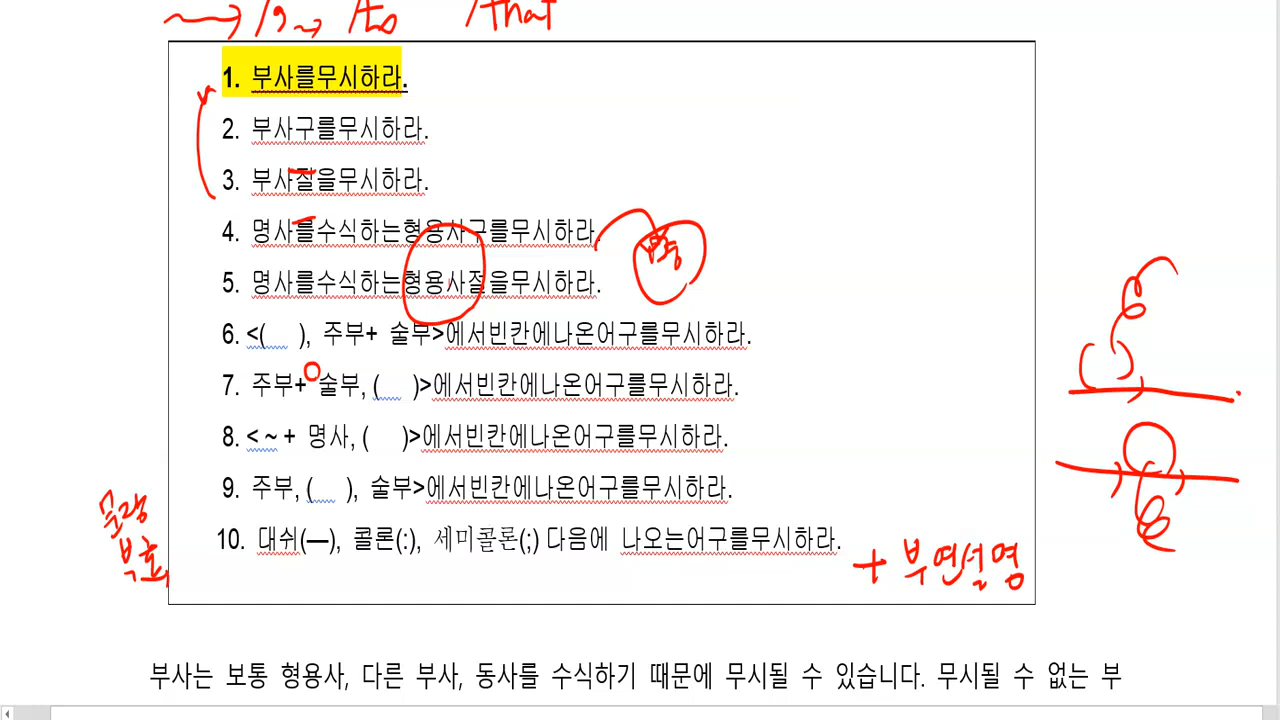 /is /to /that
1. 부사를무시하라.
2. 부사구를무시하라.
3. 부사절을무시하라.
4. 명사를수식하는형용사구를무시하라
5. 명사를수식하는형용사절을무시하라.
6. <( ), 주부+ 술부>에서빈칸에나온어구를무시하라.
7. 주부+ 술부, ( )>에서빈칸에나온어구를무시하라.
8. < ~ + 명사, ( )>에서빈칸에나온어구를무시하라.
9. 주부, ( ), 술부>에서빈칸에나온어구를무시하라.
10. 대쉬(—), 콜론(:), 세미콜론(;) 다음에 나오는어구를무시하라.
문장
부호
+ 부연설명
부사는 보통 형용사, 다른 부사, 동사를 수식하기 때문에 무시될 수 있습니다. 무시될 수 없는 부